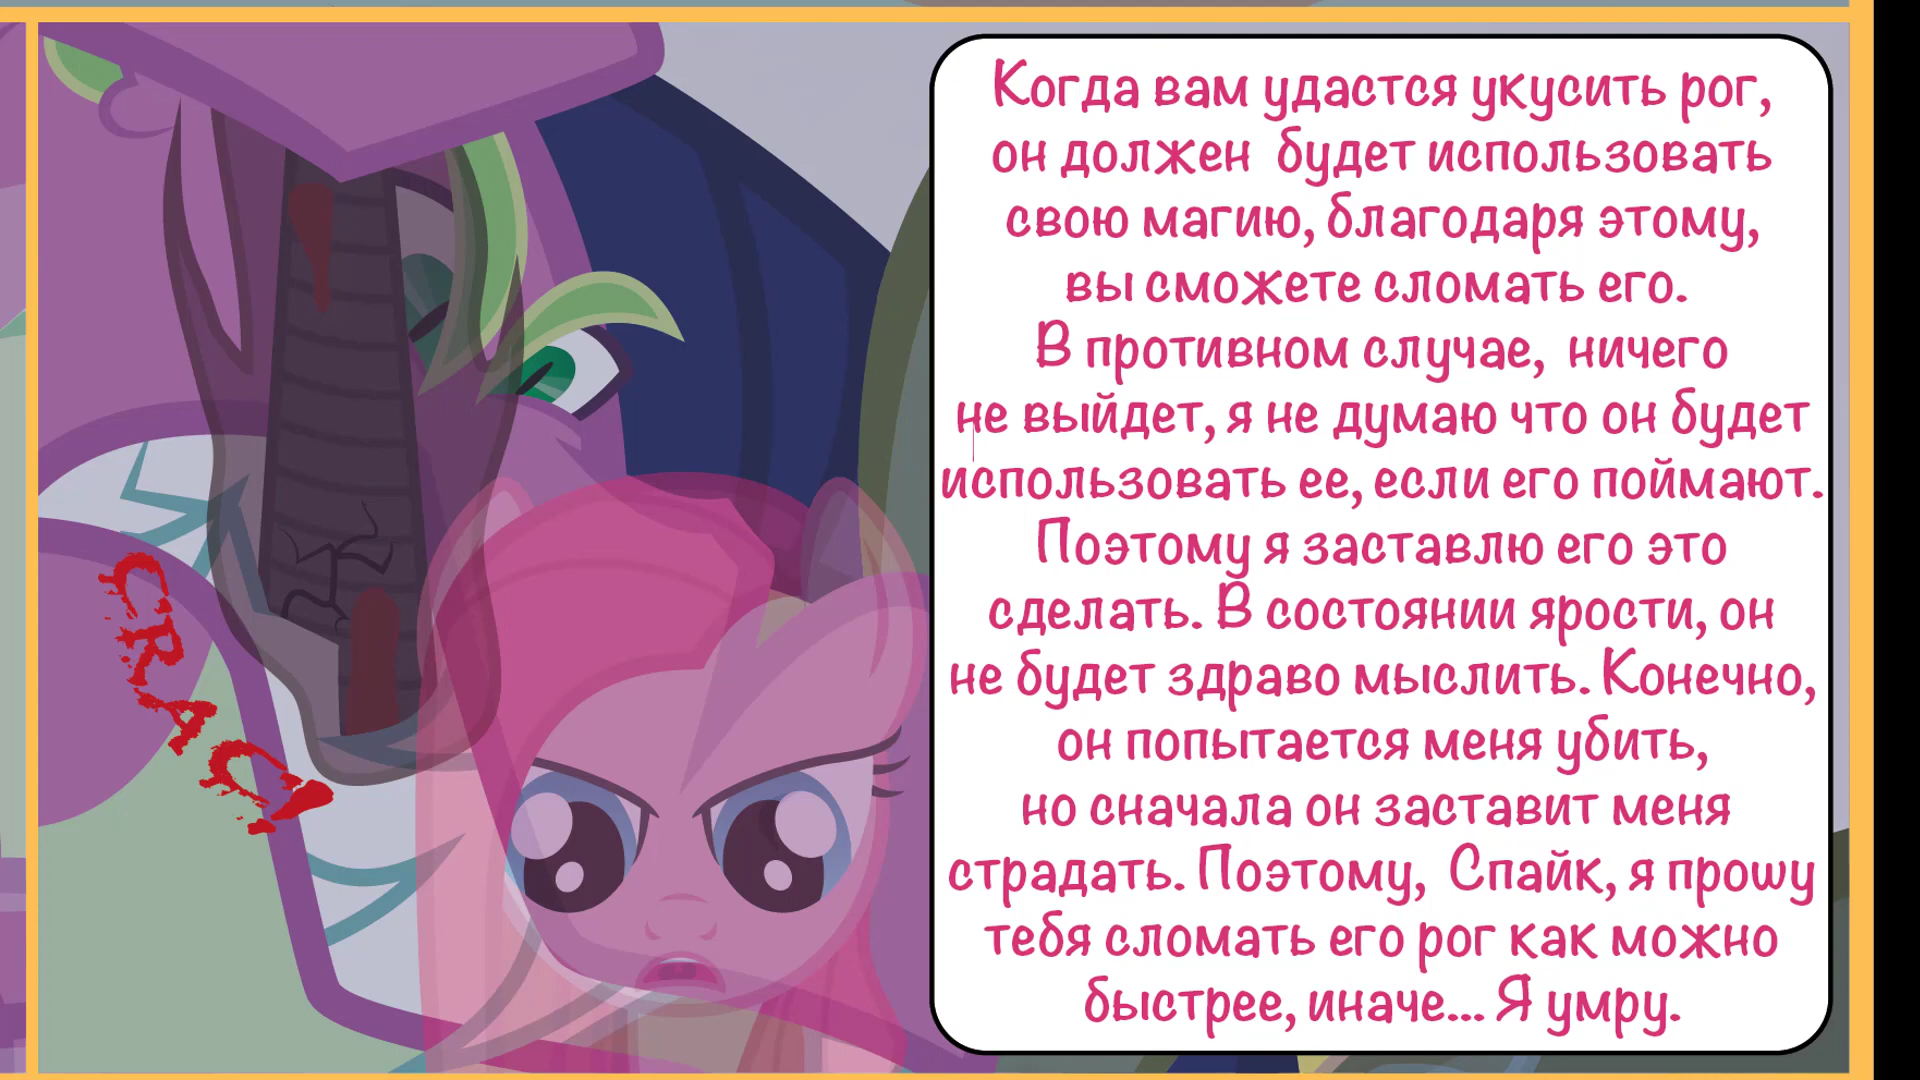 Когда вам удастся укусить рог,
он должен будет использовать
свою магию, благодаря этому,
вы сможете сломать его.
В противном случае, ничего
не выйдет, я не думаю что он будет
использовать ее, если его поймают.
Поэтому я заставлю его это
сделать. В состоянии ярости, он
не будет здраво мыслить. Конечно,
он попытается меня убить,
но сначала он заставит меня
страдать. Поэтому, Спайк, я прошу
тебя сломать его рог как можно
быстрее, иначе... Я умру.
CRAC!